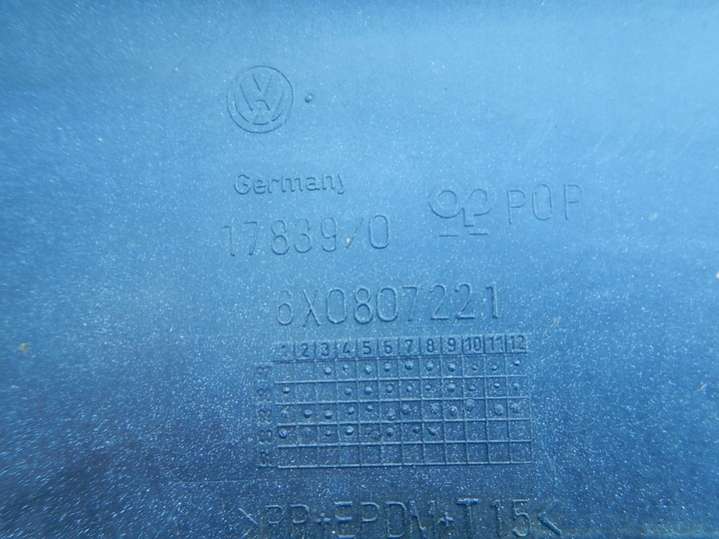 VW
Germany
17839/0 POP
6X0807221
1 2 3 4 5 6 7 8 9 10 11 12
>PP+EPDM+T15<